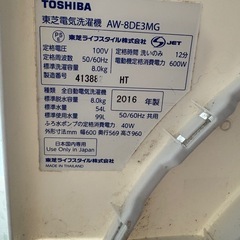 TOSHIBA
東芝電気洗濯機 AW-8DE3MG
定格電圧 100V 定格時間 洗いのみ 12分
定格周波数 50/60Hz 電動機定格消費電力 600W
標準洗濯容量 8.0kg
製造番号 41388 HT
東芝ライフスタイル株式会社 JET
種類 全自動電気洗濯機 2016年製
標準脱水容量 8.0kg
標準水量 54L
標準使用水量 99L 50/60Hz 共用
ふろ水ポンプの定格消費電力 40W
外形寸法 mm 幅600 奥行569 高さ960
日本国内専用
Use Only in Japan
東芝ライフスタイル株式会社
MADE IN THAILAND